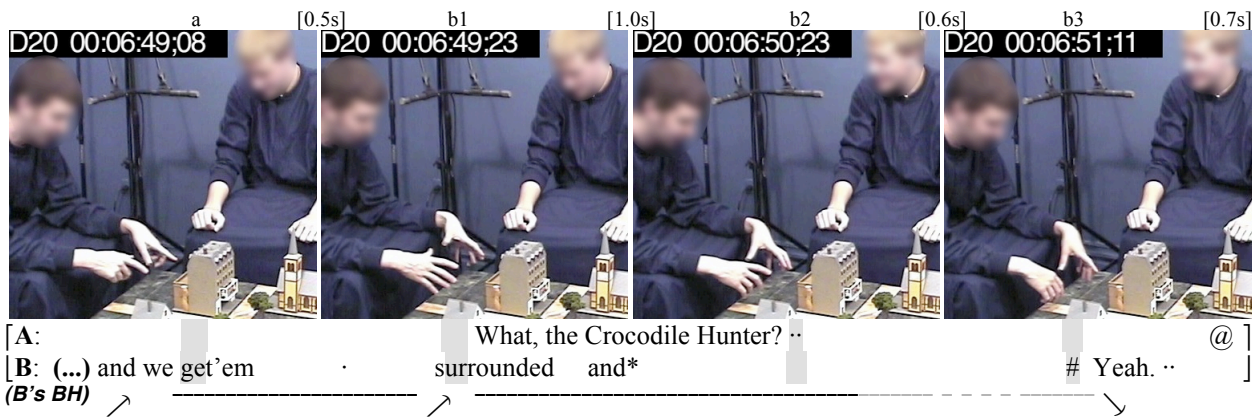 a [0.5s] b1 [1.0s] b2 [0.6s] b3 [0.7s]
D20 00:06:49;08 D20 00:06:49;23 D20 00:06:50;23 D20 00:06:51;11
[A: What, the Crocodile Hunter? ·· @ ]
[B: (...) and we get’em · surrounded and* # Yeah. ·· ]
(B's BH)